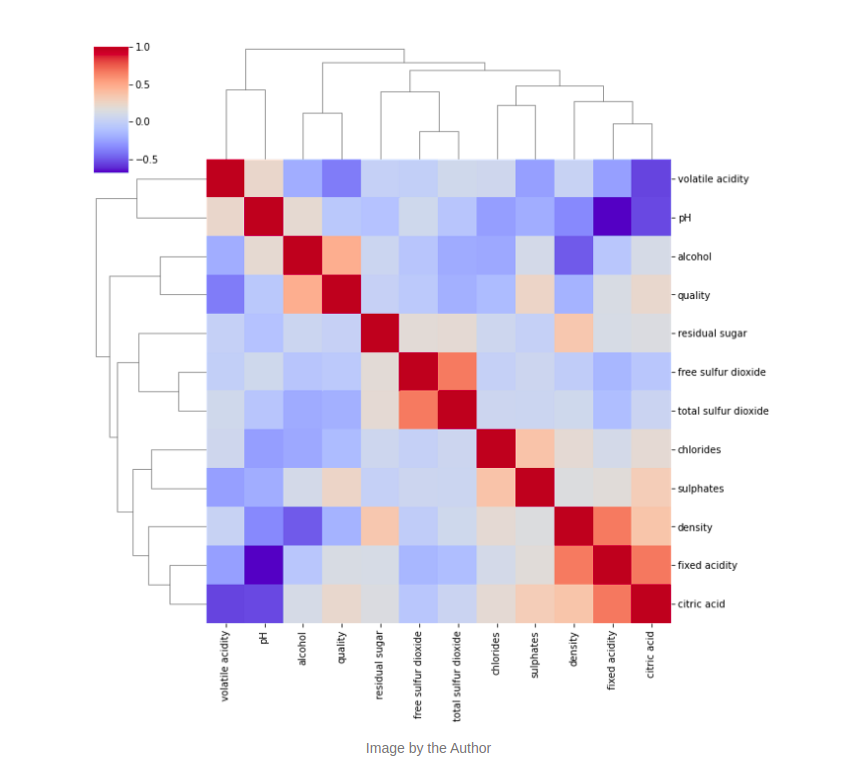 1.0
0.5
0.0
−0.5
volatile acidity
pH
alcohol
quality
residual sugar
free sulfur dioxide
total sulfur dioxide
chlorides
sulphates
density
fixed acidity
citric acid
volatile acidity
pH
alcohol
quality
residual sugar
free sulfur dioxide
total sulfur dioxide
chlorides
sulphates
density
fixed acidity
citric acid
Image by the Author